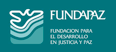 FUNDAPAZ
FUNDACION PARA
EL DESARROLLO
EN JUSTICIA Y PAZ